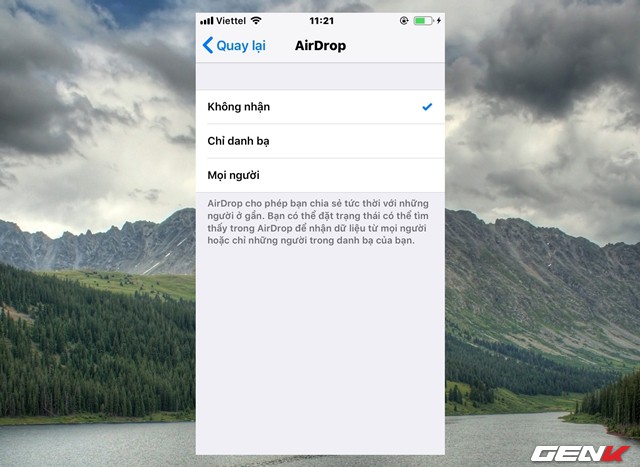 Viettel 11:21
Quay lại AirDrop
Không nhận
Chỉ danh bạ
Mọi người
AirDrop cho phép bạn chia sẻ tức thời với những
người ở gần. Bạn có thể đặt trạng thái có thể tìm
thấy trong AirDrop để nhận dữ liệu từ mọi người
hoặc chỉ những người trong danh bạ của bạn.
GENK